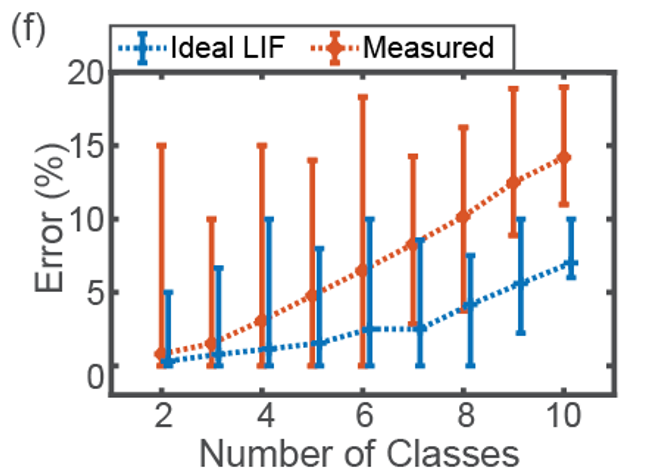 (f)
Ideal LIF Measured
20
15
10
5
0
Error (%)
2 4 6 8 10
Number of Classes